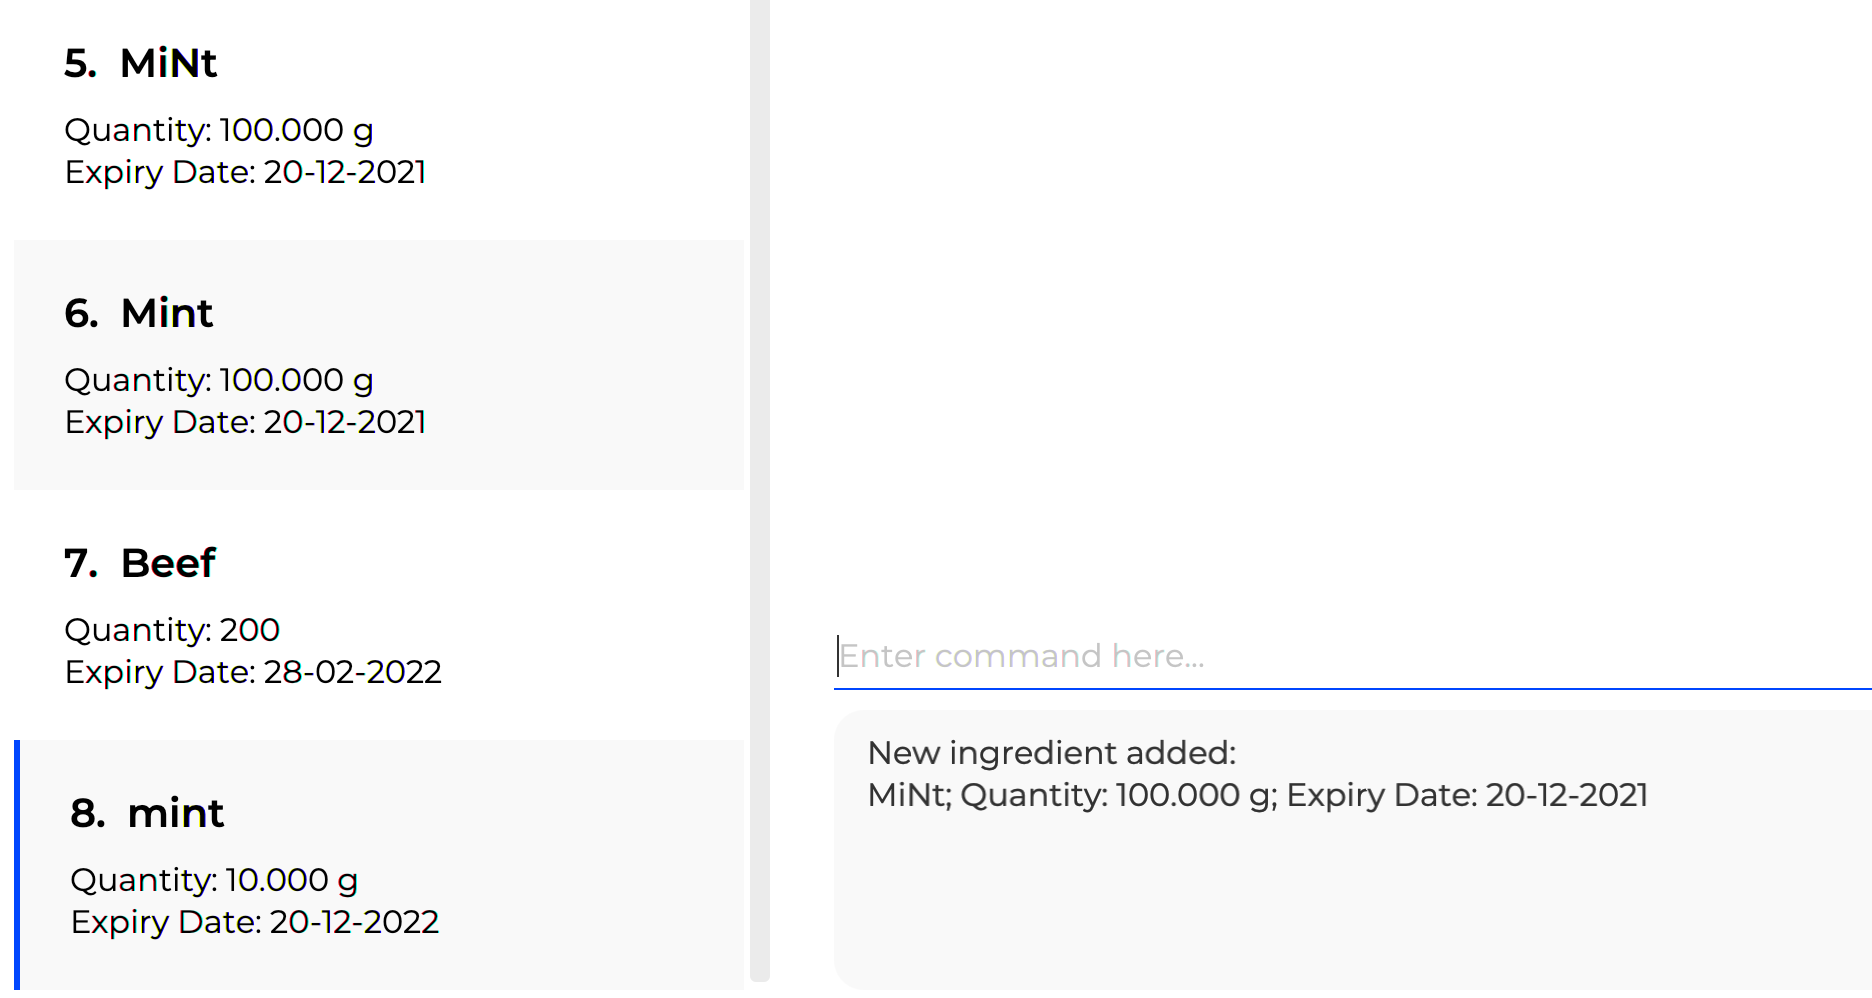 5. MiNt
Quantity: 100.000 g
Expiry Date: 20-12-2021
6. Mint
Quantity: 100.000 g
Expiry Date: 20-12-2021
7. Beef
Quantity: 200
Expiry Date: 28-02-2022
8. mint
Quantity: 10.000 g
Expiry Date: 20-12-2022
Enter command here...
New ingredient added:
MiNt; Quantity: 100.000 g; Expiry Date: 20-12-2021